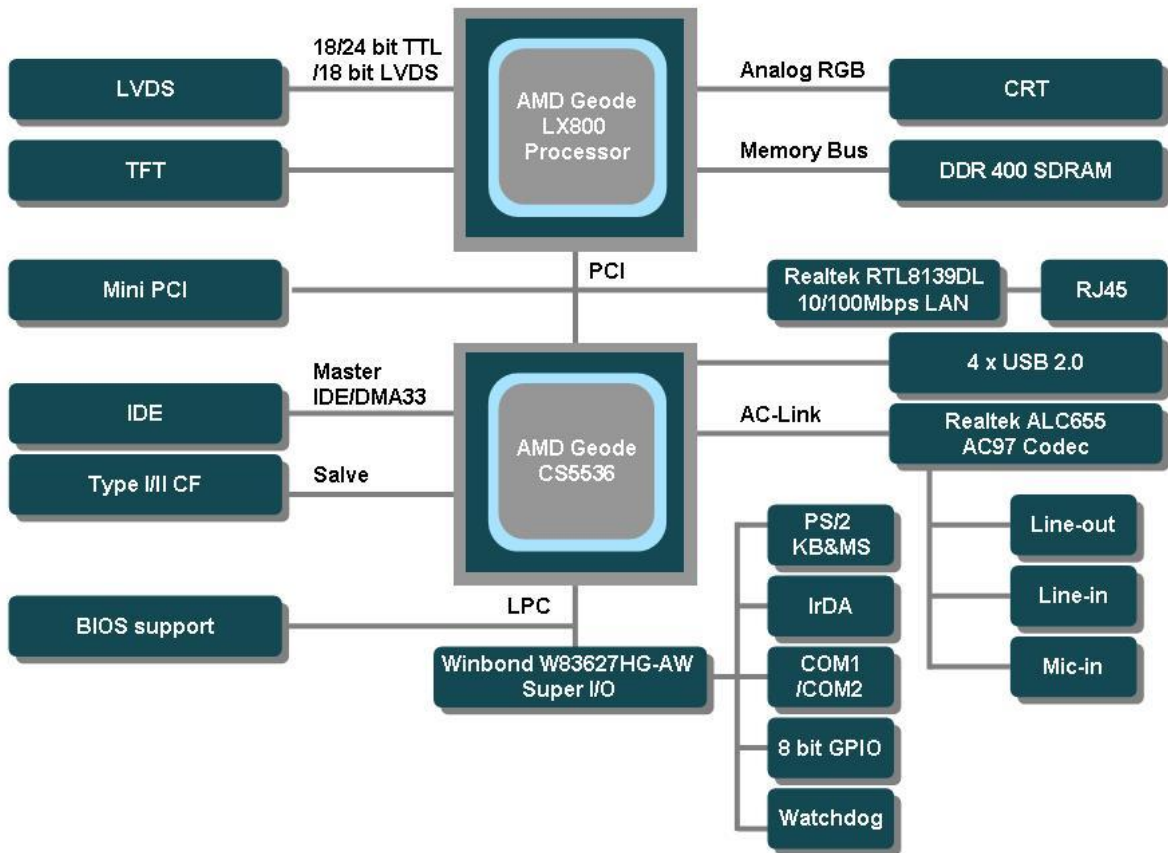 18/24 bit TTL
/18 bit LVDS
LVDS
TFT
AMD Geode
LX800
Processor
Analog RGB
CRT
Memory Bus
DDR 400 SDRAM
PCI
Mini PCI
Realtek RTL8139DL
10/100Mbps LAN
RJ45
4 x USB 2.0
Master
IDE/DMA33
IDE
AMD Geode
CS5536
AC-Link
Realtek ALC655
AC97 Codec
Type I/II CF
Salve
Line-out
Line-in
Mic-in
LPC
BIOS support
Winbond W83627HG-AW
Super I/O
PS/2
KB&MS
IrDA
COM1
/COM2
8 bit GPIO
Watchdog